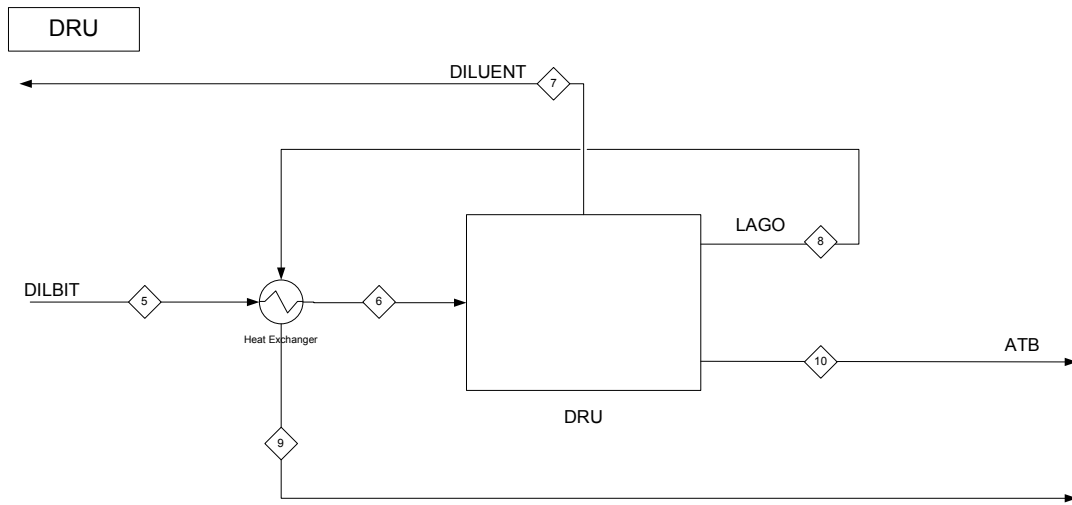 DRU
DILUENT
7
LAGO
8
DILBIT
5
6
Heat Exchanger
ATB
10
DRU
9